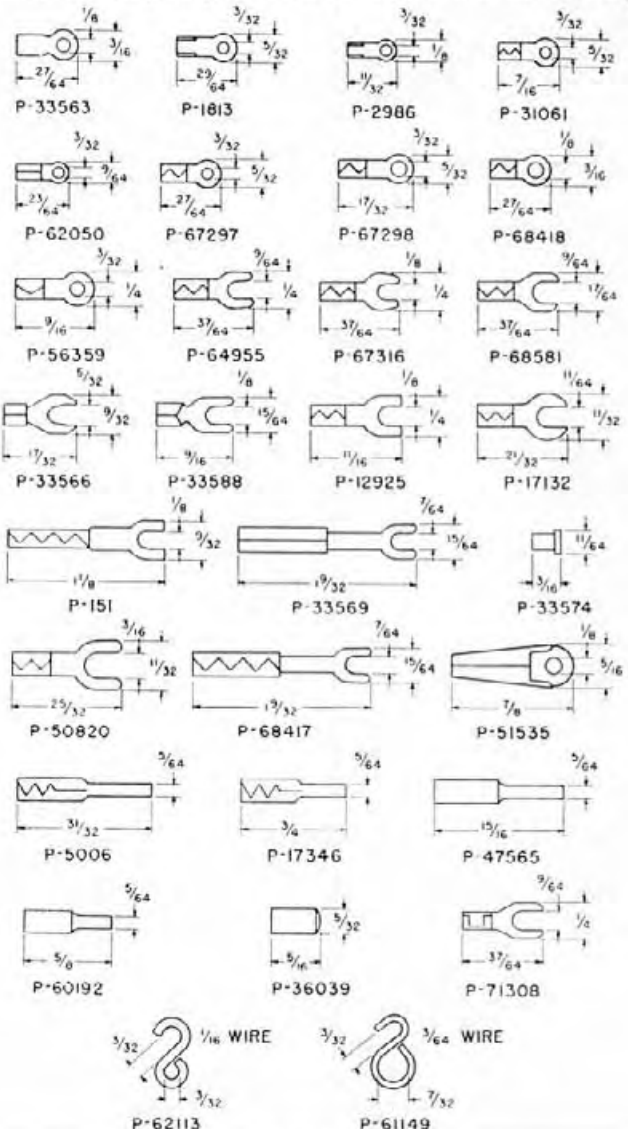 1/8 3/32 3/32 3/32
3/16 5/32 1/8 5/32
27/64 29/64 11/32 7/16
P-33563 P-1813 P-2986 P-31061
3/32 3/32 3/32 1/8
9/64 5/32 5/32 3/16
23/64 27/64 17/32 27/64
P-62050 P-67297 P-67298 P-68418
3/32 9/64 1/8 9/64
1/4 1/4 1/4 17/64
9/16 37/64 37/64 37/64
P-56359 P-64955 P-67316 P-68581
5/32 1/8 1/8 11/64
9/32 15/64 1/4 11/32
17/32 9/16 11/16 21/32
P-33566 P-33588 P-12925 P-17132
1/8 7/64
9/32 15/64 11/64
1 1/8 1 9/32 3/16
P-151 P-33569 P-33574
3/16 7/64 1/8
11/32 15/64 5/16
25/32 1 9/32 7/8
P-50820 P-68417 P-51535
5/64 5/64 5/64
31/32 3/4 15/16
P-5006 P-17346 P-47565
5/64 5/32 9/64
1/4
5/8 5/16 37/64
P-60192 P-36039 P-71308
3/32 1/16 WIRE 3/32 3/64 WIRE
3/32 7/32
P-62113 P-61149